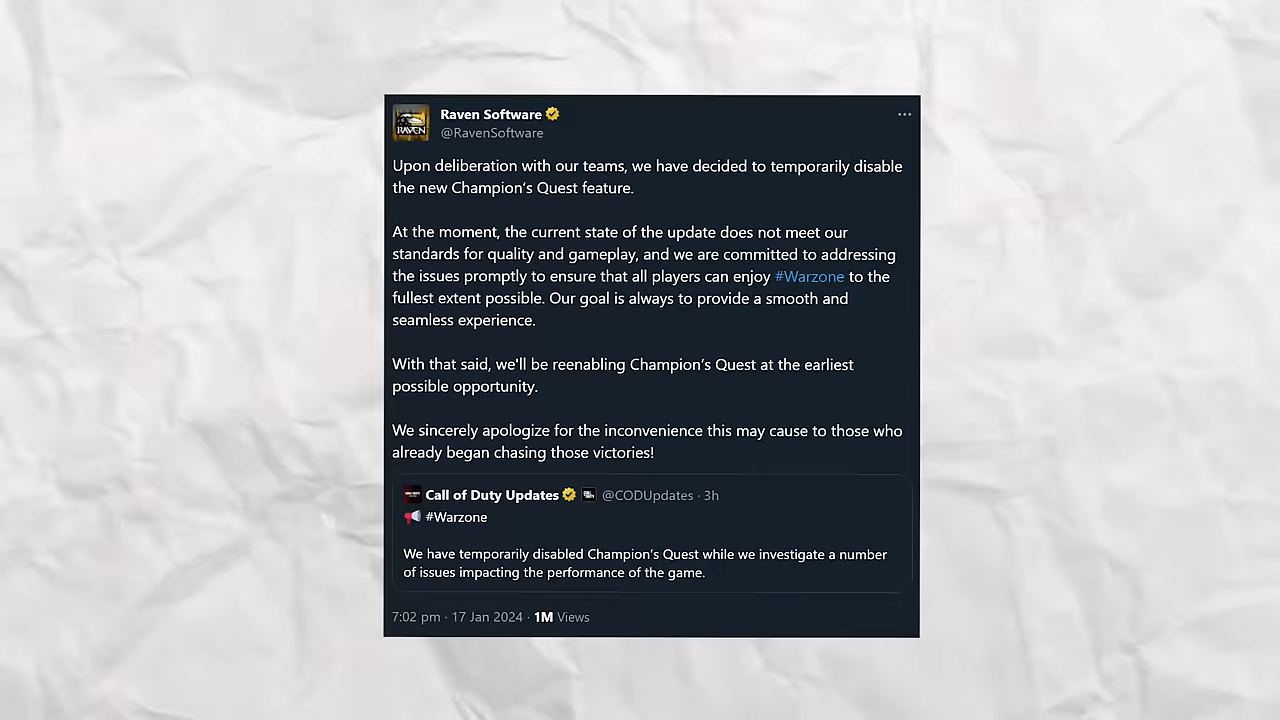 Raven Software
@RavenSoftware
RAVEN
Upon deliberation with our teams, we have decided to temporarily disable
the new Champion's Quest feature.
At the moment, the current state of the update does not meet our
standards for quality and gameplay, and we are committed to addressing
the issues promptly to ensure that all players can enjoy #Warzone to the
fullest extent possible. Our goal is always to provide a smooth and
seamless experience.
With that said, we'll be reenabling Champion's Quest at the earliest
possible opportunity.
We sincerely apologize for the inconvenience this may cause to those who
already began chasing those victories!
Call of Duty Updates @CODUpdates · 3h
#Warzone
We have temporarily disabled Champion's Quest while we investigate a number
of issues impacting the performance of the game.
7:02 pm · 17 Jan 2024 · 1M Views